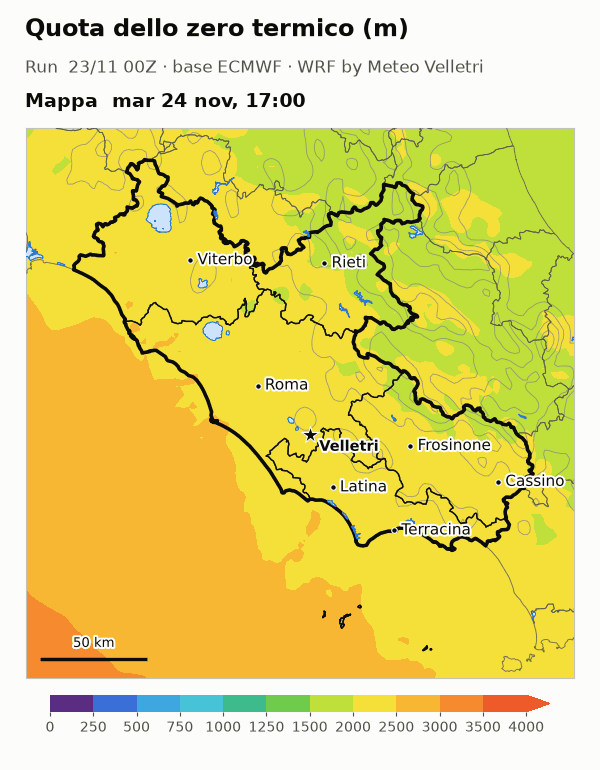 Quota dello zero termico (m)
Run  23/11 00Z · base ECMWF · WRF by Meteo Velletri
Mappa  mar 24 nov, 17:00
Viterbo
Rieti
Roma
Velletri
Frosinone
Latina
Cassino
Terracina
50 km
0 250 500 750 1000 1250 1500 2000 2500 3000 3500 4000